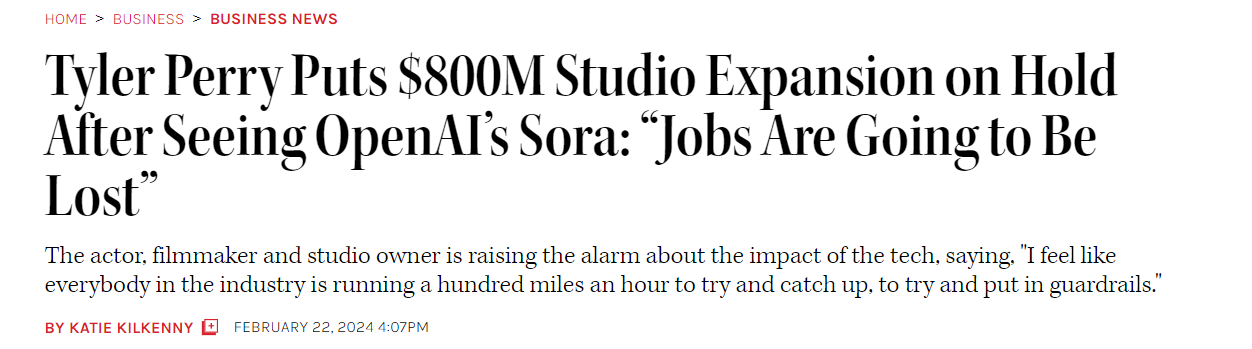 HOME > BUSINESS > BUSINESS NEWS
Tyler Perry Puts $800M Studio Expansion on Hold
After Seeing OpenAI’s Sora: “Jobs Are Going to Be
Lost”
The actor, filmmaker and studio owner is raising the alarm about the impact of the tech, saying, "I feel like
everybody in the industry is running a hundred miles an hour to try and catch up, to try and put in guardrails."
BY KATIE KILKENNY + FEBRUARY 22, 2024 4:07PM